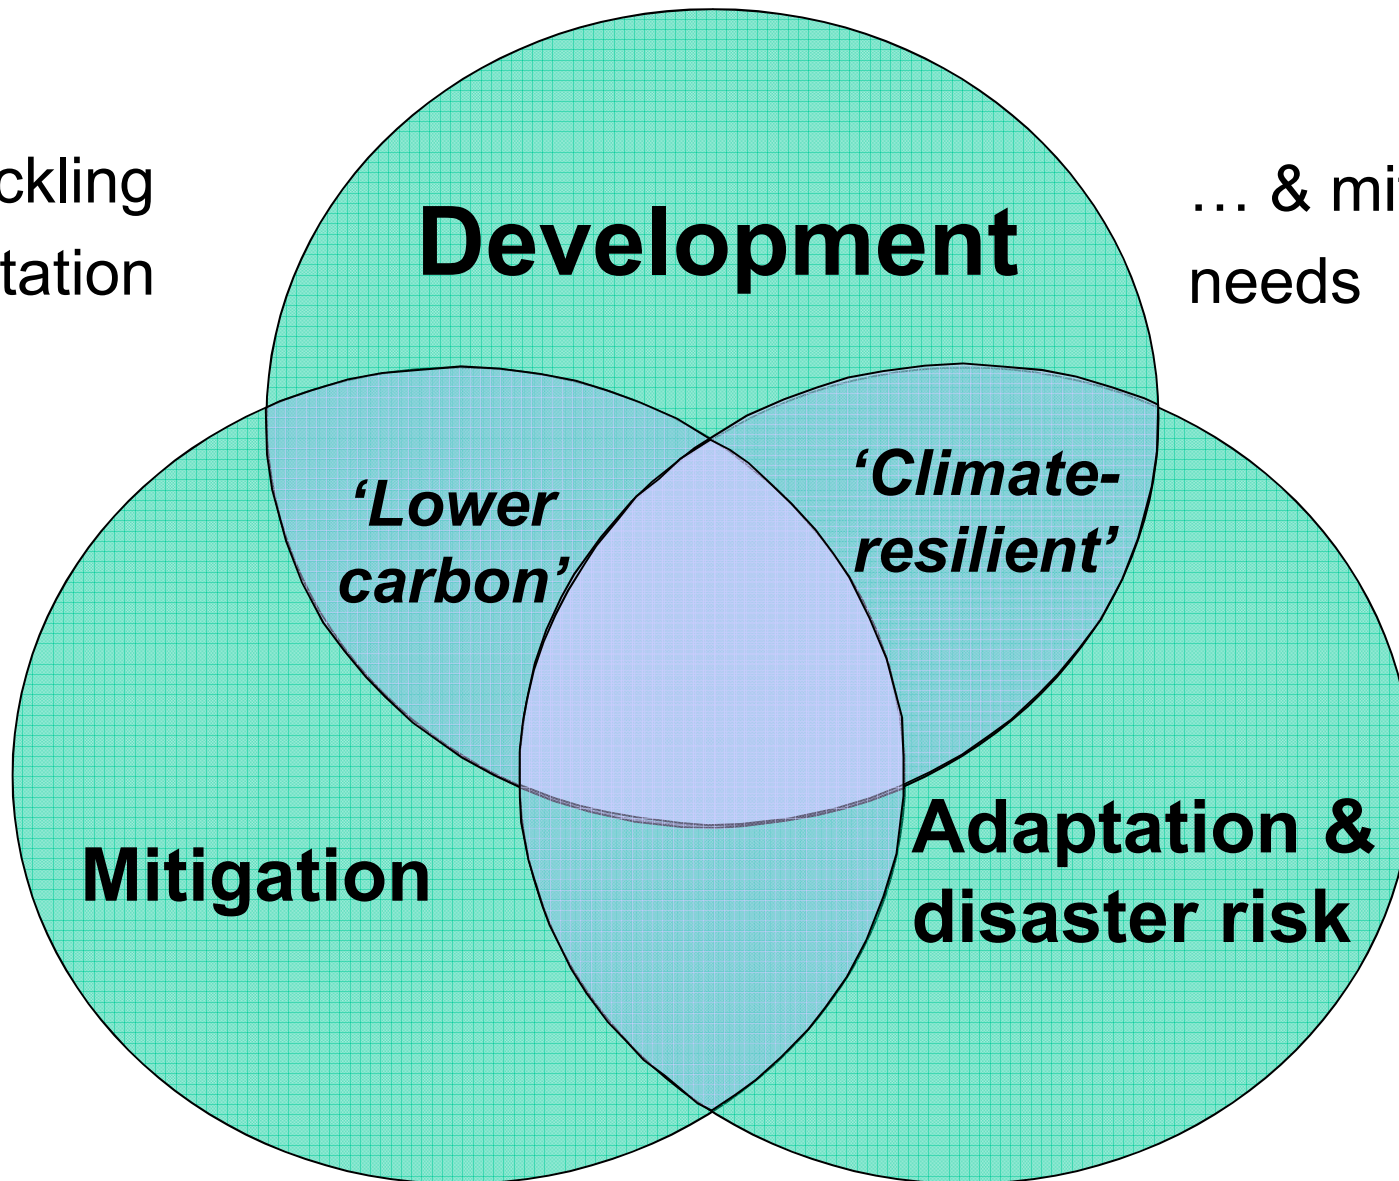 ckling
tation
… & mi
needs
Development
‘Lower
carbon’
‘Climate-
resilient’
Mitigation
Adaptation &
disaster risk